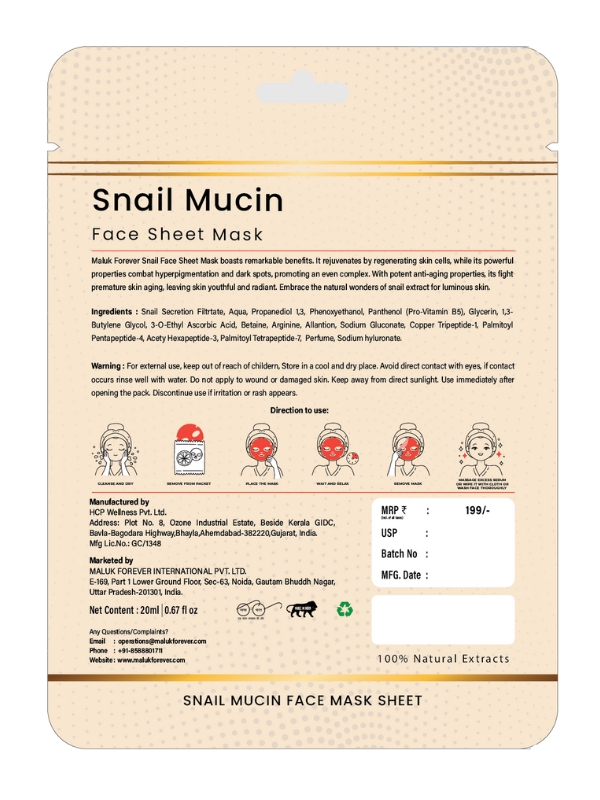 Snail Mucin
Face Sheet Mask
Maluk Forever Snail Face Sheet Mask boasts remarkable benefits. It rejuvenates by regenerating skin cells, while its powerful
properties combat hyperpigmentation and dark spots, promoting an even complex. With potent anti-aging properties, its fight
premature skin aging, leaving skin youthful and radiant. Embrace the natural wonders of snail extract for luminous skin.
Ingredients : Snail Secretion Filtrtate, Aqua, Propanediol 1,3, Phenoxyethanol, Panthenol (Pro-Vitamin B5), Glycerin, 1,3-
Butylene Glycol, 3-O-Ethyl Ascorbic Acid, Betaine, Arginine, Allantion, Sodium Gluconate, Copper Tripeptide-1, Palmitoyl
Pentapeptide-4, Acety Hexapeptide-3, Palmitoyl Tetrapeptide-7, Perfume, Sodium hyluronate.
Warning : For external use, keep out of reach of childern, Store in a cool and dry place. Avoid direct contact with eyes, if contact
occurs rinse well with water. Do not apply to wound or damaged skin. Keep away from direct sunlight. Use immediately after
opening the pack. Discontinue use if irritation or rash appears.
Direction to use:
CLEANSE AND DRY
REMOVE FROM PACKET
PLACE THE MASK
WAIT AND RELAX
REMOVE MASK
MASSAGE EXCESS SERUM
OR WIPE IT WITH CLOTH OR
WASH FACE THOROUGHLY
Manufactured by
HCP Wellness Pvt. Ltd.
Address: Plot No. 8, Ozone Industrial Estate, Beside Kerala GIDC,
Bavla-Bagodara Highway,Bhayla,Ahemdabad-382220,Gujarat, India.
Mfg Lic.No.: GC/1348
Marketed by
MALUK FOREVER INTERNATIONAL PVT. LTD.
E-169, Part 1 Lower Ground Floor, Sec-63, Noida, Gautam Bhuddh Nagar,
Uttar Pradesh-201301, India.
Net Content : 20ml | 0.67 fl oz
Any Questions/Complaints?
Email : operations@malukforever.com
Phone : +91-8588801711
Website : www.malukforever.com
MRP ₹ : 199/-
USP :
Batch No :
MFG. Date :
100% Natural Extracts
SNAIL MUCIN FACE MASK SHEET